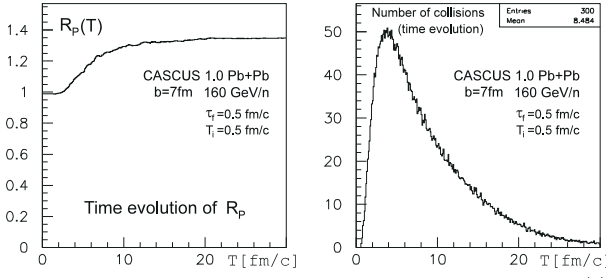 R_P(T)
1.4
1.2
1
0.8
0.6
0.4
0.2
0
CASCUS 1.0 Pb+Pb
b=7fm 160 GeV/n
τ_f=0.5 fm/c
T_i=0.5 fm/c
Time evolution of R_P
0 10 20
T[fm/c]
Number of collisions
(time evolution)
Entries 300
Mean 8.484
50
40
30
20
10
0
CASCUS 1.0 Pb+Pb
b=7fm 160 GeV/n
τ_f=0.5 fm/c
T_i=0.5 fm/c
0 10 20
T[fm/c]